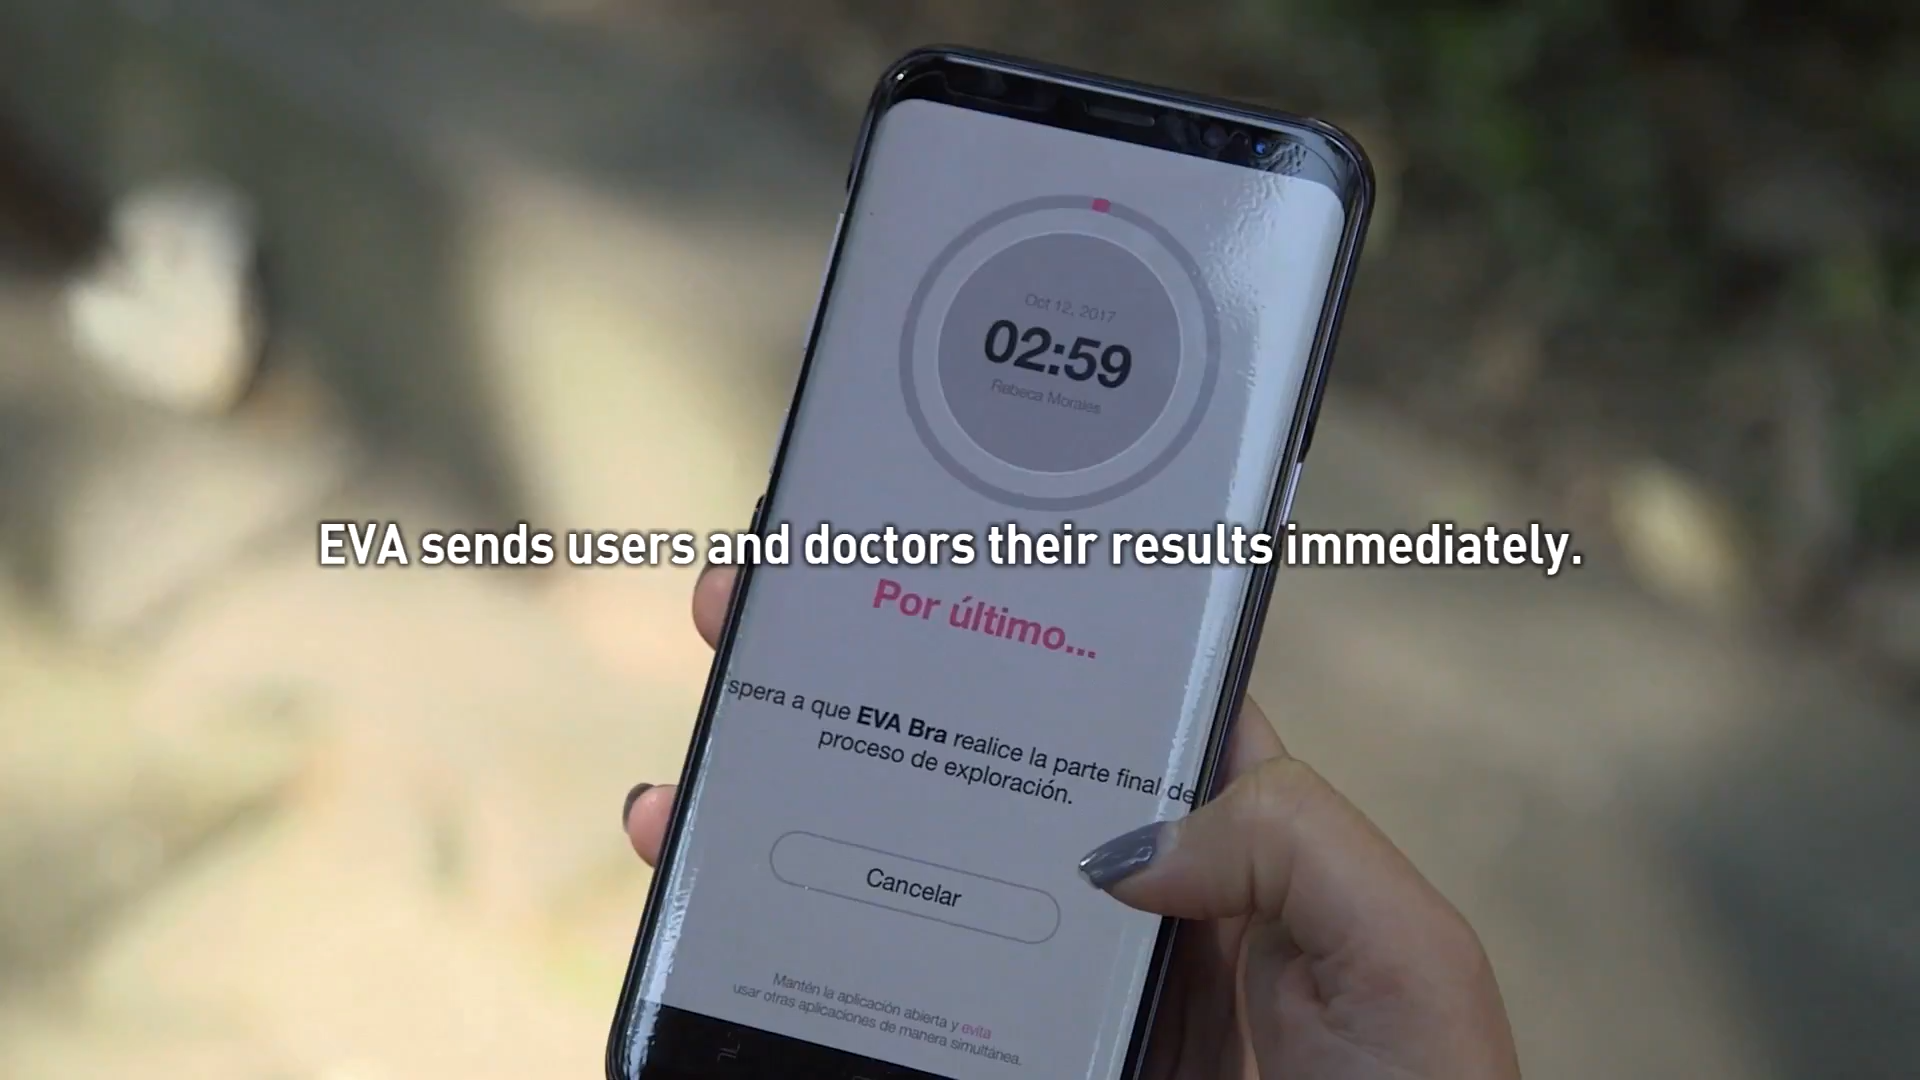 Oct 12, 2017
02:59
Rebeca Morales
EVA sends users and doctors their results immediately.
Por último...
spera a que EVA Bra realice la parte final de
proceso de exploración.
Cancelar
Mantén la aplicación abierta y evita
usar otras aplicaciones de manera simultánea.